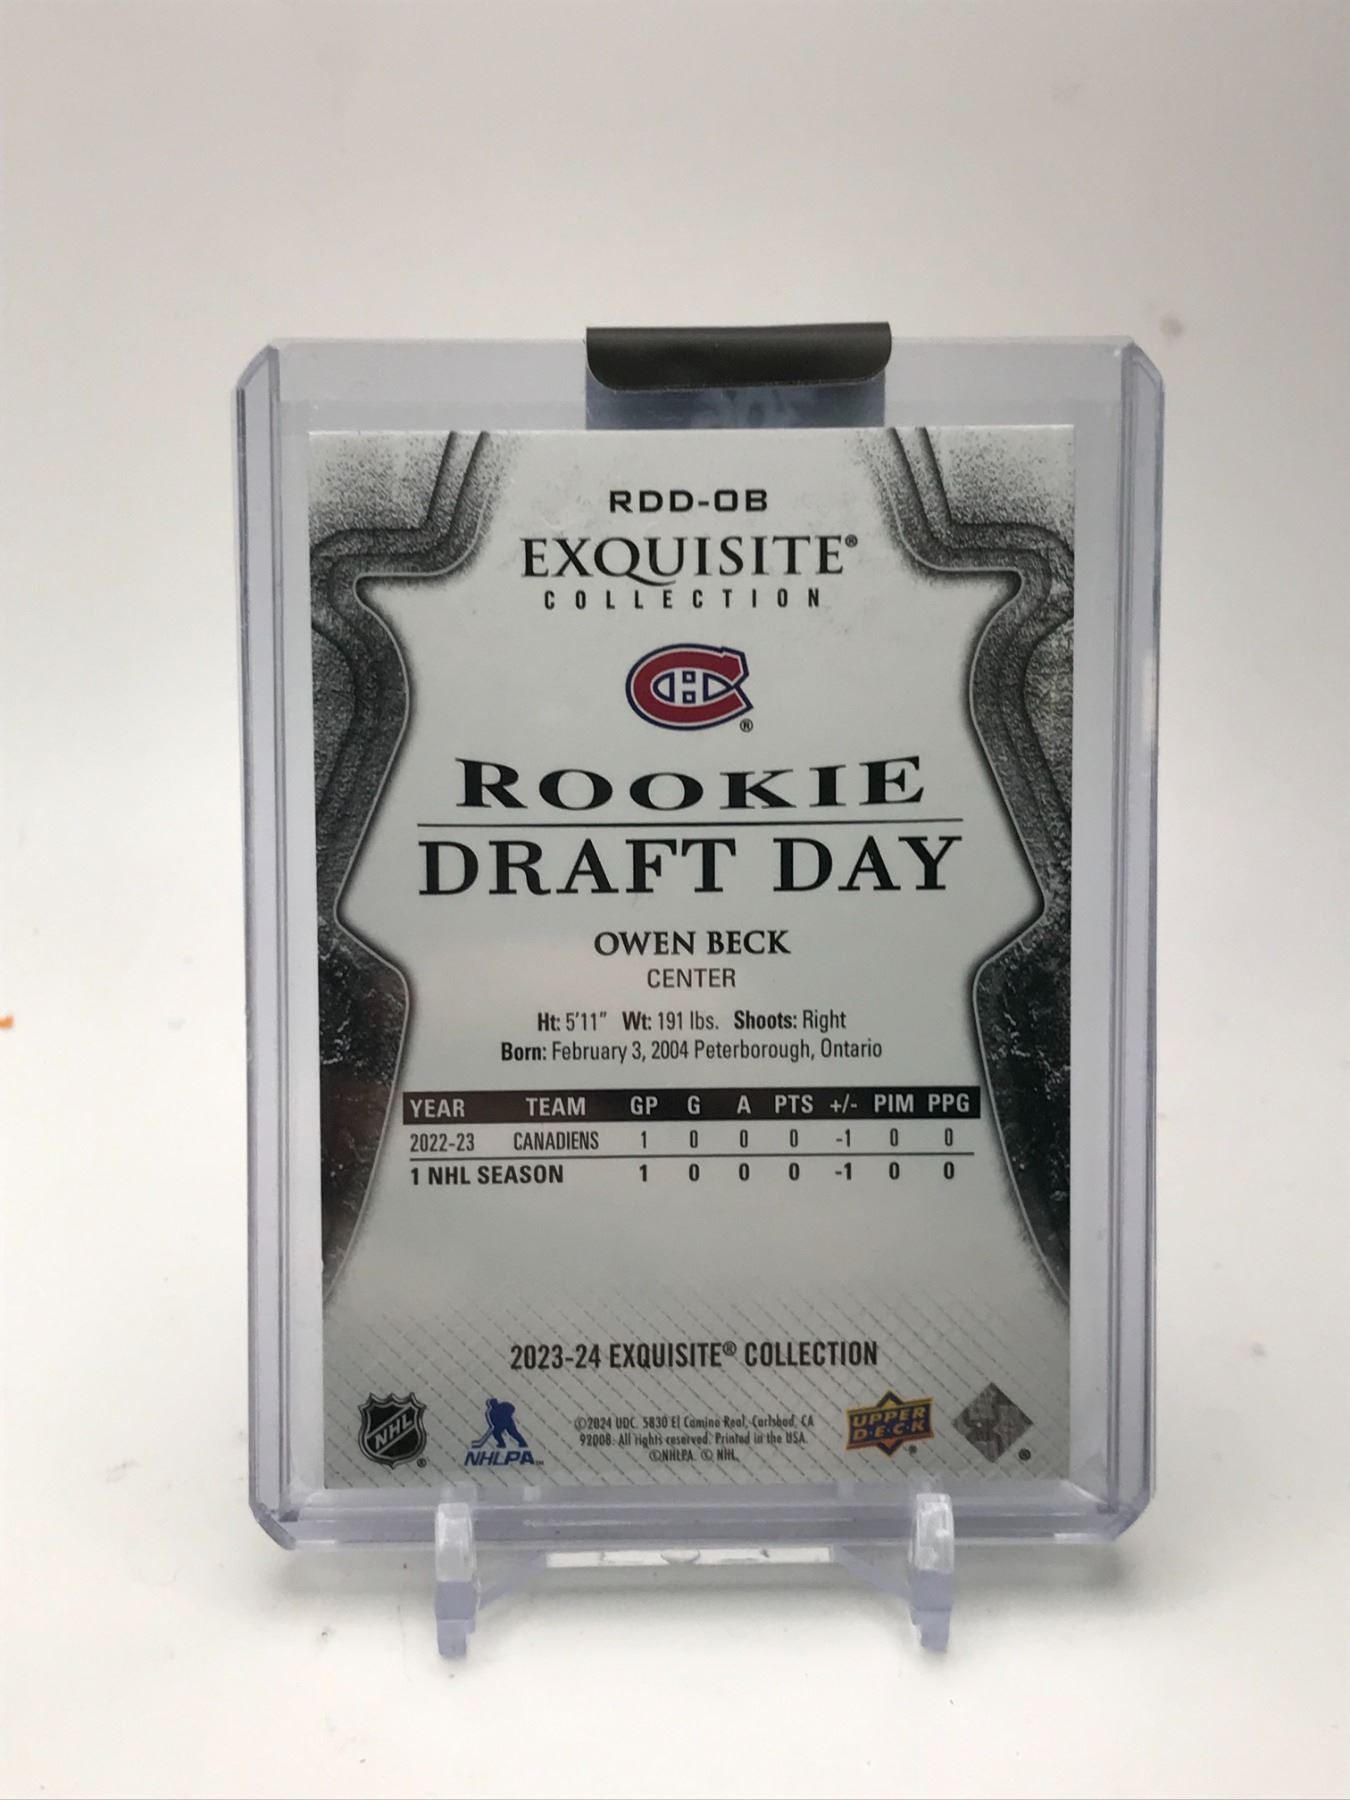 RDD-OB
EXQUISITE®
COLLECTION
®
ROOKIE
DRAFT DAY
OWEN BECK
CENTER
Ht: 5'11" Wt: 191 lbs. Shoots: Right
Born: February 3, 2004 Peterborough, Ontario
YEAR TEAM GP G A PTS +/- PIM PPG
2022-23 CANADIENS 1 0 0 0 -1 0 0
1 NHL SEASON 1 0 0 0 -1 0 0
2023-24 EXQUISITE® COLLECTION
NHL ®
NHLPA™
©2024 UDC. 5830 El Camino Real, Carlsbad, CA
92008. All rights reserved. Printed in the USA.
©NHLPA. © NHL.
UPPER
DECK ®
®